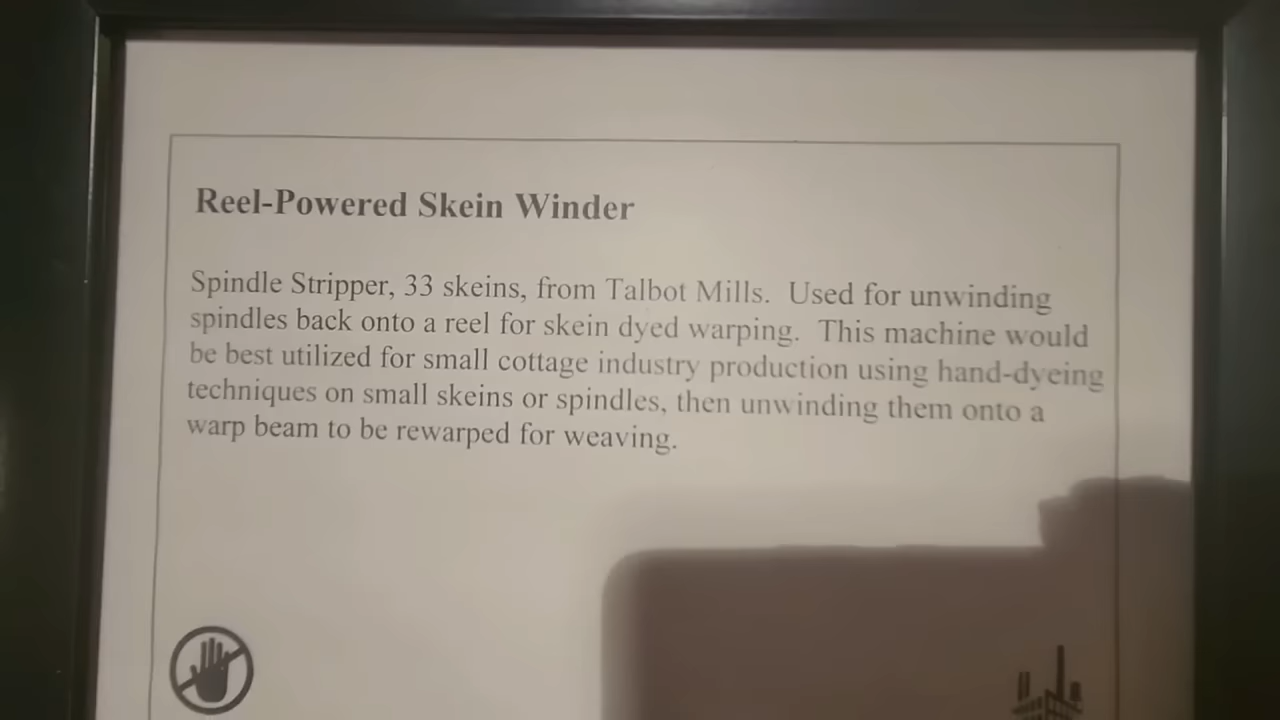 Reel-Powered Skein Winder
Spindle Stripper, 33 skeins, from Talbot Mills. Used for unwinding
spindles back onto a reel for skein dyed warping. This machine would
be best utilized for small cottage industry production using hand-dyeing
techniques on small skeins or spindles, then unwinding them onto a
warp beam to be rewarped for weaving.